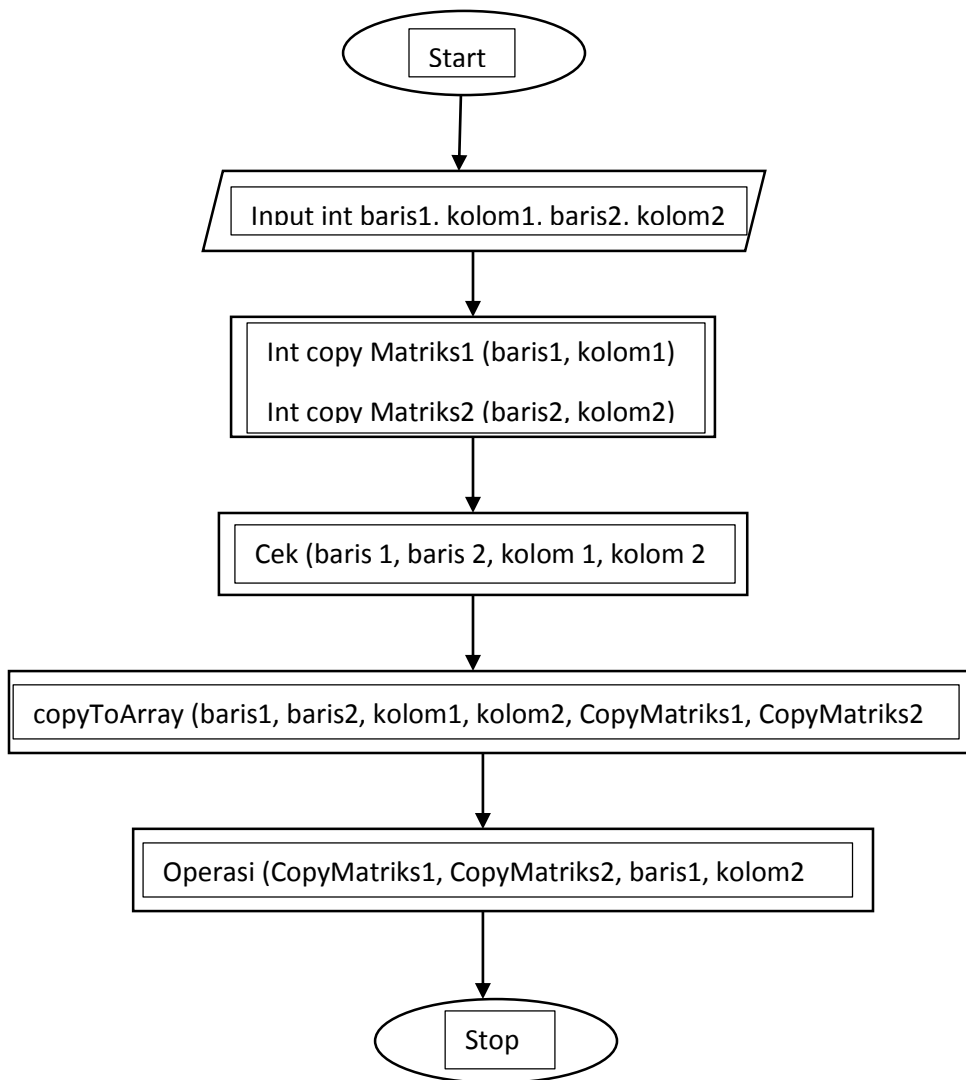 Start
Input int baris1, kolom1, baris2, kolom2
Int copy Matriks1 (baris1, kolom1)
Int copy Matriks2 (baris2, kolom2)
Cek (baris 1, baris 2, kolom 1, kolom 2
copyToArray (baris1, baris2, kolom1, kolom2, CopyMatriks1, CopyMatriks2
Operasi (CopyMatriks1, CopyMatriks2, baris1, kolom2
Stop